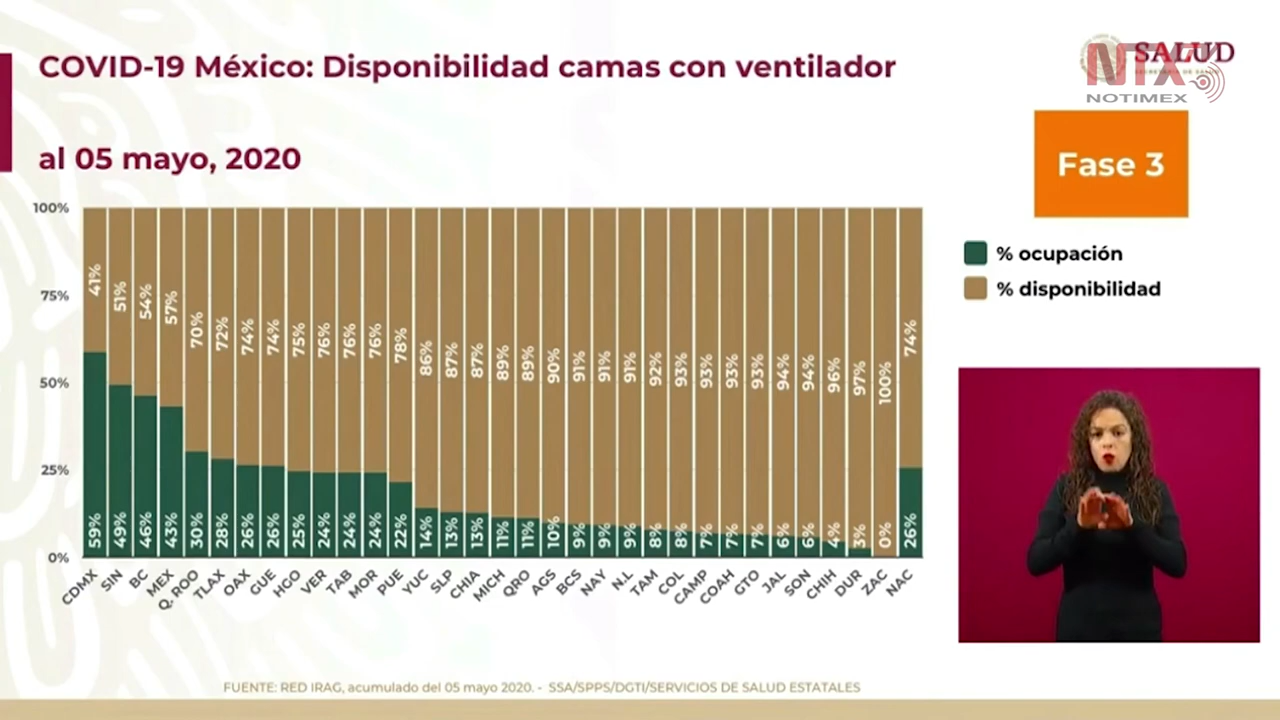 COVID-19 México: Disponibilidad camas con ventilador
al 05 mayo, 2020
SALUD
NTX
NOTIMEX
Fase 3
% ocupación
% disponibilidad
100%
75%
50%
25%
0%
41% 51% 54% 57% 70% 72% 74% 74% 75% 76% 76% 76% 78% 86% 87% 87% 89% 89% 90% 91% 91% 91% 92% 93% 93% 93% 93% 94% 94% 96% 97% 100% 74%
59% 49% 46% 43% 30% 28% 26% 26% 25% 24% 24% 24% 22% 14% 13% 13% 11% 11% 10% 9% 9% 9% 8% 8% 7% 7% 7% 6% 6% 4% 3% 0% 26%
CDMX SIN BC MEX Q. ROO TLAX OAX GUE HGO VER TAB MOR PUE YUC SLP CHIA MICH QRO AGS BCS NAY N.L TAM COL CAMP COAH GTO JAL SON CHIH DUR ZAC NAC
FUENTE: RED IRAG, acumulado del 05 mayo 2020. - SSA/SPPS/DGTI/SERVICIOS DE SALUD ESTATALES